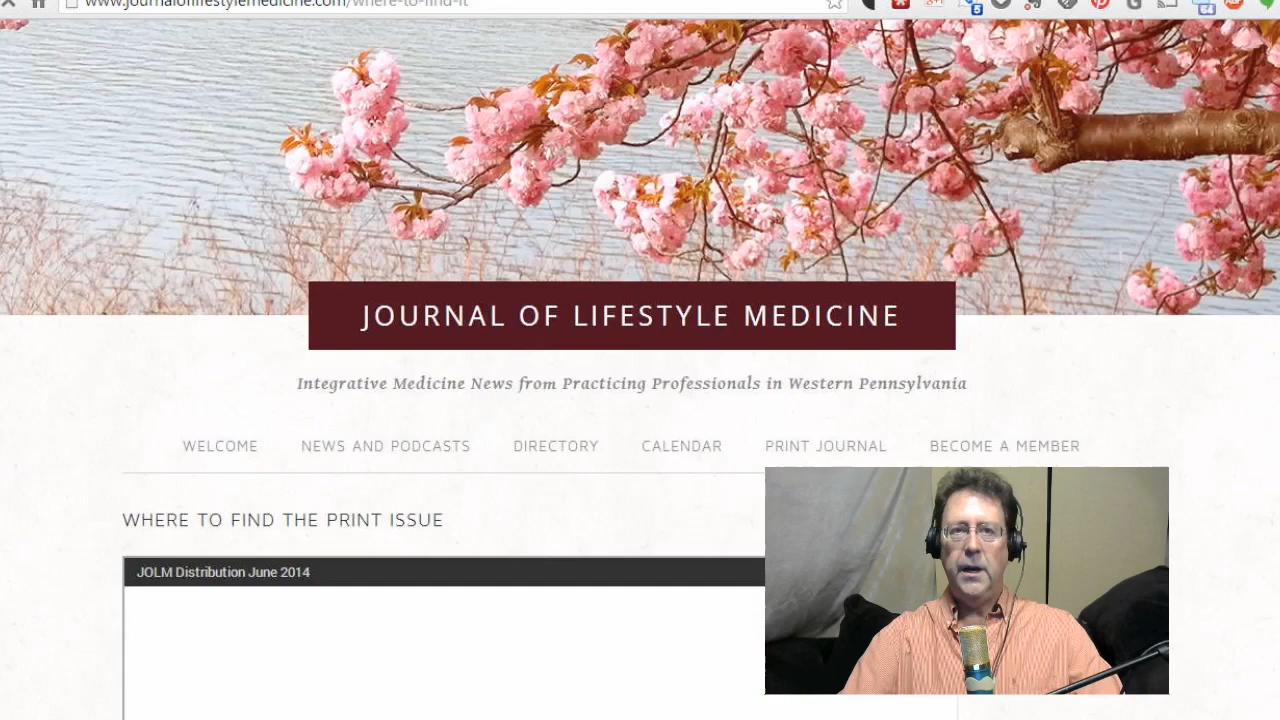 www.journaloflifestylemedicine.com/where-to-find-it
JOURNAL OF LIFESTYLE MEDICINE
Integrative Medicine News from Practicing Professionals in Western Pennsylvania
WELCOME NEWS AND PODCASTS DIRECTORY CALENDAR PRINT JOURNAL BECOME A MEMBER
WHERE TO FIND THE PRINT ISSUE
JOLM Distribution June 2014